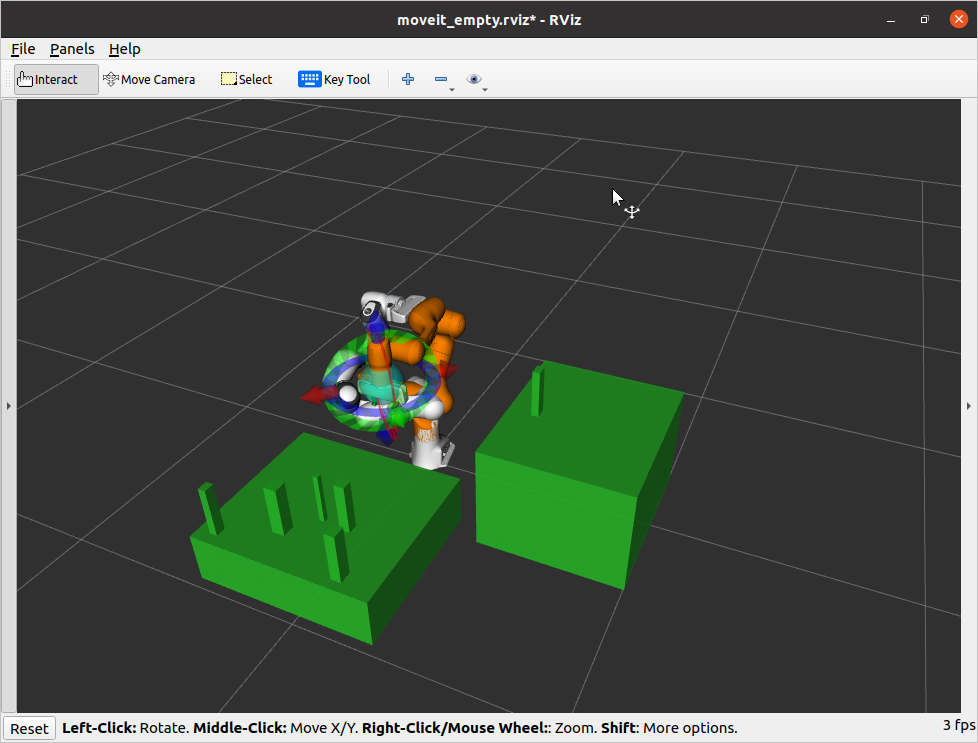 moveit_empty.rviz* - RViz
File Panels Help
Interact Move Camera Select Key Tool
Reset Left-Click: Rotate. Middle-Click: Move X/Y. Right-Click/Mouse Wheel:: Zoom. Shift: More options. 3 fps